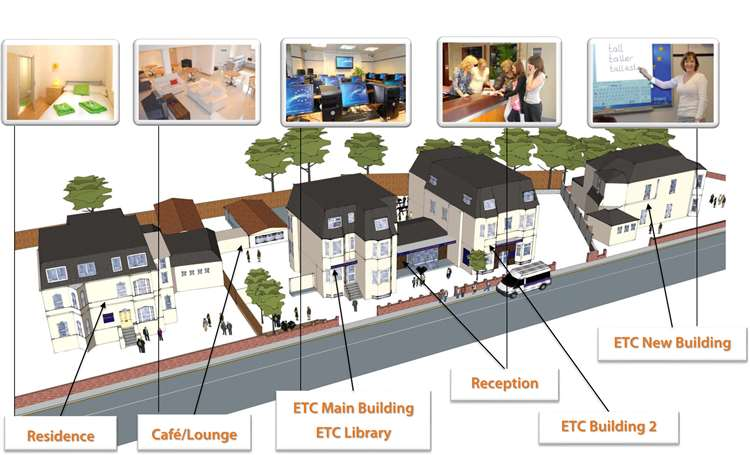 tall
taller
tallest
Residence
Café/Lounge
ETC Main Building
ETC Library
Reception
ETC Building 2
ETC New Building